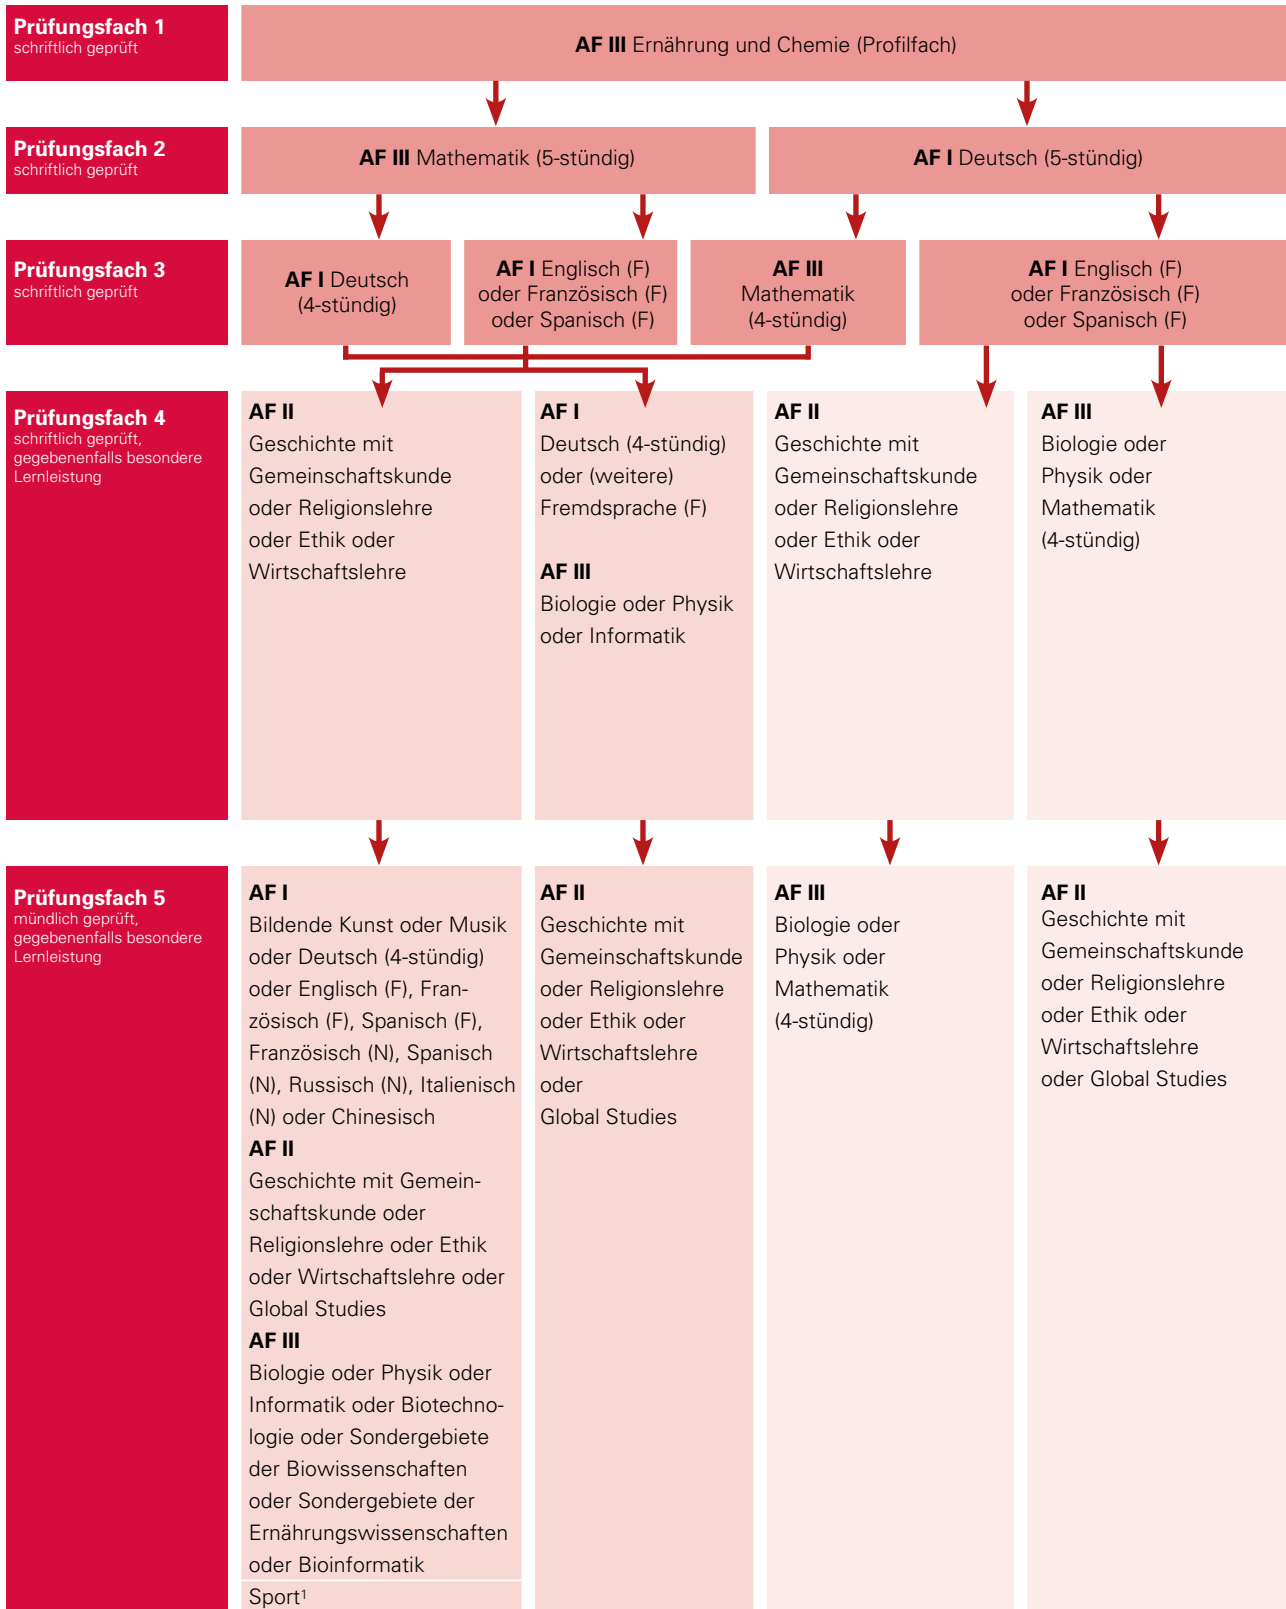 Prüfungsfach 1
schriftlich geprüft
AF III Ernährung und Chemie (Profilfach)
Prüfungsfach 2
schriftlich geprüft
AF III Mathematik (5-stündig)
AF I Deutsch (5-stündig)
Prüfungsfach 3
schriftlich geprüft
AF I Deutsch
(4-stündig)
AF I Englisch (F)
oder Französisch (F)
oder Spanisch (F)
AF III
Mathematik
(4-stündig)
AF I Englisch (F)
oder Französisch (F)
oder Spanisch (F)
Prüfungsfach 4
schriftlich geprüft,
gegebenenfalls besondere
Lernleistung
AF II
Geschichte mit
Gemeinschaftskunde
oder Religionslehre
oder Ethik oder
Wirtschaftslehre
AF I
Deutsch (4-stündig)
oder (weitere)
Fremdsprache (F)
AF III
Biologie oder Physik
oder Informatik
AF II
Geschichte mit
Gemeinschaftskunde
oder Religionslehre
oder Ethik oder
Wirtschaftslehre
AF III
Biologie oder
Physik oder
Mathematik
(4-stündig)
Prüfungsfach 5
mündlich geprüft,
gegebenenfalls besondere
Lernleistung
AF I
Bildende Kunst oder Musik
oder Deutsch (4-stündig)
oder Englisch (F), Fran-
zösisch (F), Spanisch (F),
Französisch (N), Spanisch
(N), Russisch (N), Italienisch
(N) oder Chinesisch
AF II
Geschichte mit Gemein-
schaftskunde oder
Religionslehre oder Ethik
oder Wirtschaftslehre oder
Global Studies
AF III
Biologie oder Physik oder
Informatik oder Biotechno-
logie oder Sondergebiete
der Biowissenschaften
oder Sondergebiete der
Ernährungswissenschaften
oder Bioinformatik
Sport¹
AF II
Geschichte mit
Gemeinschaftskunde
oder Religionslehre
oder Ethik oder
Wirtschaftslehre
oder
Global Studies
AF III
Biologie oder
Physik oder
Mathematik
(4-stündig)
AF II
Geschichte mit
Gemeinschaftskunde
oder Religionslehre
oder Ethik oder
Wirtschaftslehre
oder Global Studies